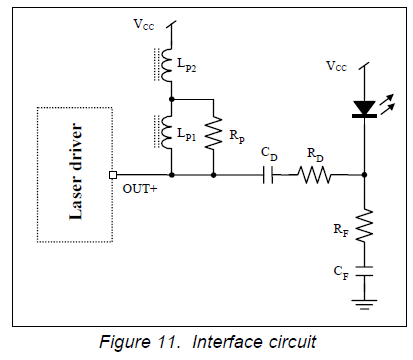 VCC
LP2
VCC
LP1
RP
CD
RD
Laser driver
OUT+
RF
CF
Figure 11. Interface circuit